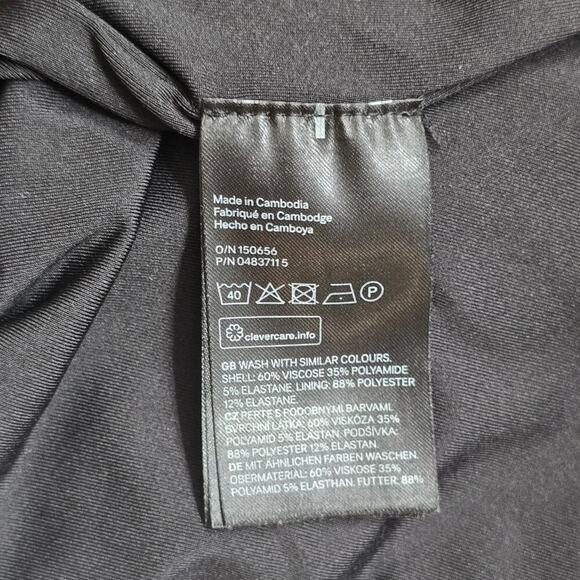 Made in Cambodia
Fabriqué en Cambodge
Hecho en Camboya
O/N 150656
P/N 0483711 5
40 P
clevercare.info
GB WASH WITH SIMILAR COLOURS.
SHELL: 60% VISCOSE 35% POLYAMIDE
5% ELASTANE. LINING: 88% POLYESTER
12% ELASTANE.
CZ PERTE S PODOBNÝMI BARVAMI.
SVRCHNÍ LÁTKA: 60% VISKÓZA 35%
POLYAMID 5% ELASTAN. PODŠÍVKA:
88% POLYESTER 12% ELASTAN.
DE MIT ÄHNLICHEN FARBEN WASCHEN.
OBERMATERIAL: 60% VISKOSE 35%
POLYAMID 5% ELASTHAN. FUTTER: 88%